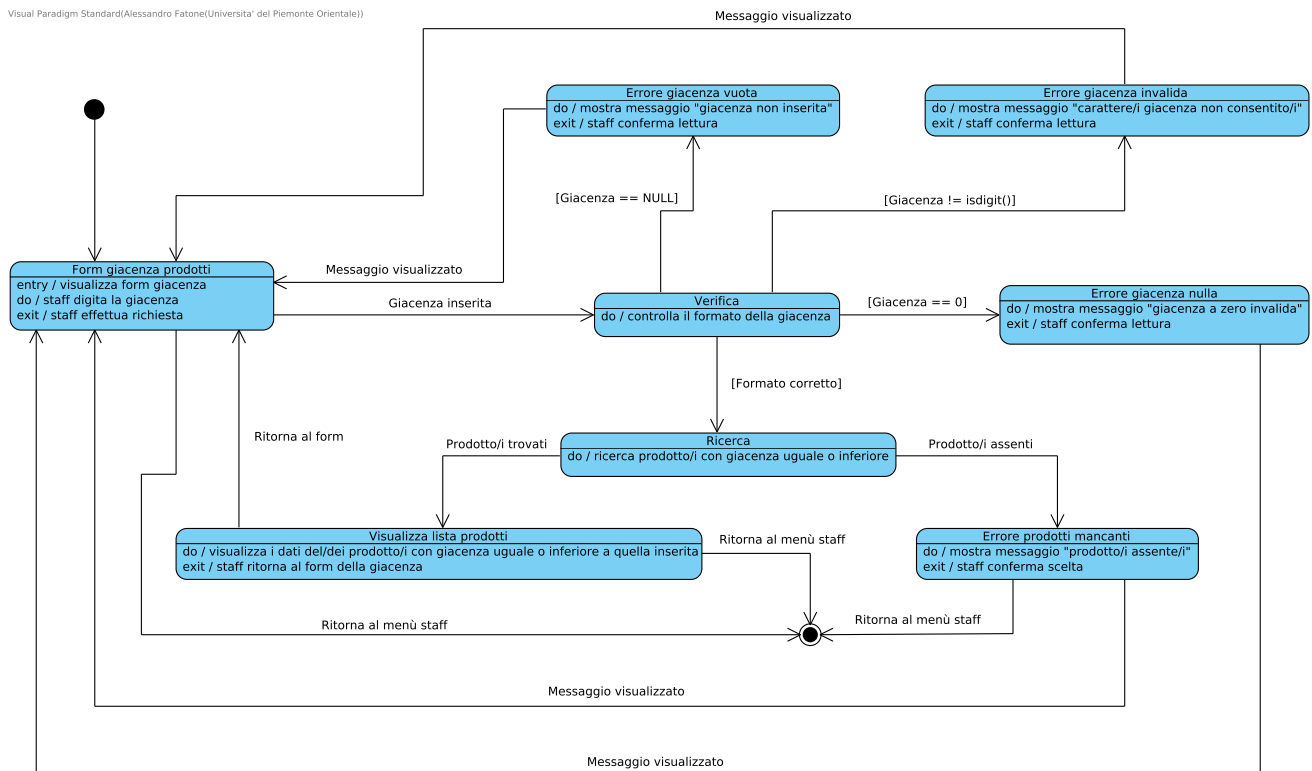 Visual Paradigm Standard(Alessandro Fatone(Universita' del Piemonte Orientale))
Messaggio visualizzato
Errore giacenza vuota
do / mostra messaggio "giacenza non inserita"
exit / staff conferma lettura
Errore giacenza invalida
do / mostra messaggio "carattere/i giacenza non consentito/i"
exit / staff conferma lettura
[Giacenza == NULL]
[Giacenza != isdigit()]
Form giacenza prodotti
entry / visualizza form giacenza
do / staff digita la giacenza
exit / staff effettua richiesta
Messaggio visualizzato
Giacenza inserita
Verifica
do / controlla il formato della giacenza
[Giacenza == 0]
Errore giacenza nulla
do / mostra messaggio "giacenza a zero invalida"
exit / staff conferma lettura
[Formato corretto]
Ritorna al form
Prodotto/i trovati
Ricerca
do / ricerca prodotto/i con giacenza uguale o inferiore
Prodotto/i assenti
Visualizza lista prodotti
do / visualizza i dati del/dei prodotto/i con giacenza uguale o inferiore a quella inserita
exit / staff ritorna al form della giacenza
Ritorna al menù staff
Errore prodotti mancanti
do / mostra messaggio "prodotto/i assente/i"
exit / staff conferma scelta
Ritorna al menù staff
Ritorna al menù staff
Messaggio visualizzato
Messaggio visualizzato